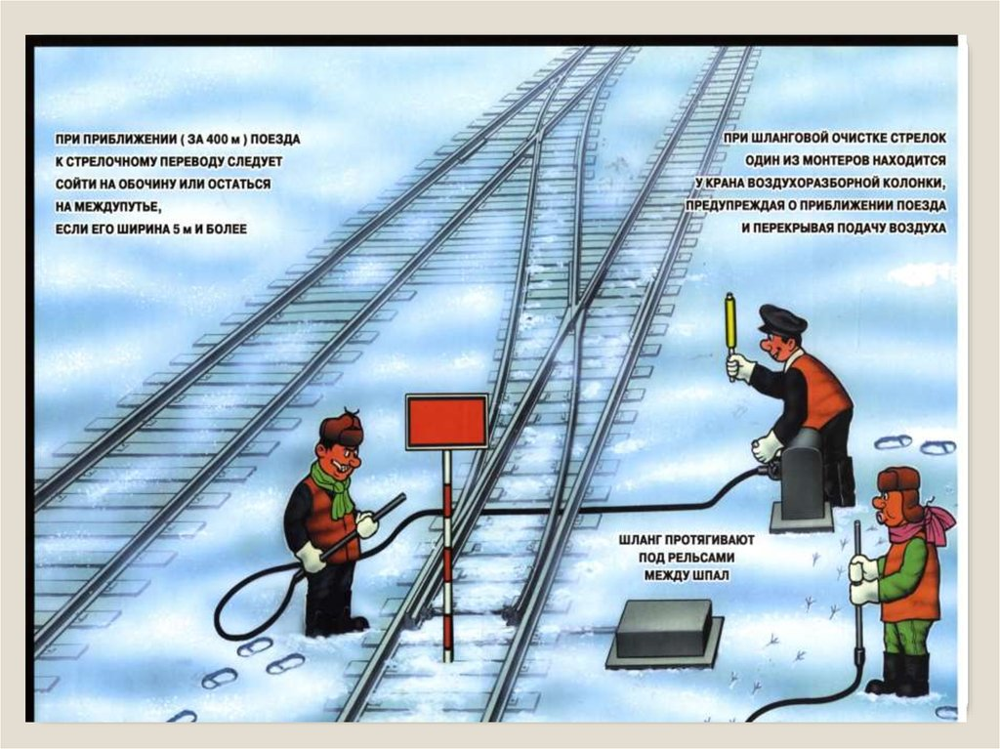 ПРИ ПРИБЛИЖЕНИИ ( ЗА 400 м ) ПОЕЗДА
К СТРЕЛОЧНОМУ ПЕРЕВОДУ СЛЕДУЕТ
СОЙТИ НА ОБОЧИНУ ИЛИ ОСТАТЬСЯ
НА МЕЖДУПУТЬЕ,
ЕСЛИ ЕГО ШИРИНА 5 м И БОЛЕЕ
ПРИ ШЛАНГОВОЙ ОЧИСТКЕ СТРЕЛОК
ОДИН ИЗ МОНТЕРОВ НАХОДИТСЯ
У КРАНА ВОЗДУХОРАЗБОРНОЙ КОЛОНКИ,
ПРЕДУПРЕЖДАЯ О ПРИБЛИЖЕНИИ ПОЕЗДА
И ПЕРЕКРЫВАЯ ПОДАЧУ ВОЗДУХА
ШЛАНГ ПРОТЯГИВАЮТ
ПОД РЕЛЬСАМИ
МЕЖДУ ШПАЛ